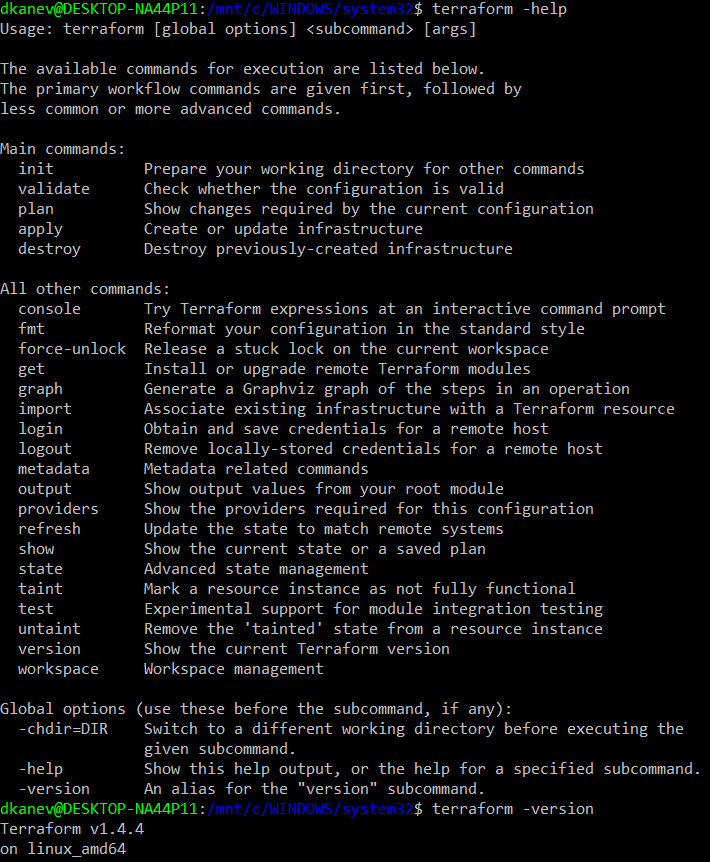 dkanev@DESKTOP-NA44P11:/mnt/c/WINDOWS/system32$ terraform -help
Usage: terraform [global options] <subcommand> [args]

The available commands for execution are listed below.
The primary workflow commands are given first, followed by
less common or more advanced commands.

Main commands:
  init          Prepare your working directory for other commands
  validate      Check whether the configuration is valid
  plan          Show changes required by the current configuration
  apply         Create or update infrastructure
  destroy       Destroy previously-created infrastructure

All other commands:
  console       Try Terraform expressions at an interactive command prompt
  fmt           Reformat your configuration in the standard style
  force-unlock  Release a stuck lock on the current workspace
  get           Install or upgrade remote Terraform modules
  graph         Generate a Graphviz graph of the steps in an operation
  import        Associate existing infrastructure with a Terraform resource
  login         Obtain and save credentials for a remote host
  logout        Remove locally-stored credentials for a remote host
  metadata      Metadata related commands
  output        Show output values from your root module
  providers     Show the providers required for this configuration
  refresh       Update the state to match remote systems
  show          Show the current state or a saved plan
  state         Advanced state management
  taint         Mark a resource instance as not fully functional
  test          Experimental support for module integration testing
  untaint       Remove the 'tainted' state from a resource instance
  version       Show the current Terraform version
  workspace     Workspace management

Global options (use these before the subcommand, if any):
  -chdir=DIR    Switch to a different working directory before executing the
                given subcommand.
  -help         Show this help output, or the help for a specified subcommand.
  -version      An alias for the "version" subcommand.
dkanev@DESKTOP-NA44P11:/mnt/c/WINDOWS/system32$ terraform -version
Terraform v1.4.4
on linux_amd64